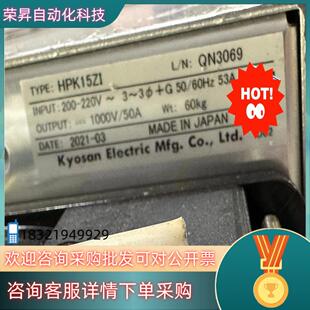 荣昇自动化科技
L/N: QN3069
TYPE: HPK15ZI
INPUT: 200-220V~ 3~3ϕ+G 50/60Hz 53A
OUTPUT: 1000V/50A Wt: 60kg
DATE: 2021-03 MADE IN JAPAN
Kyosan Electric Mfg. Co., Ltd.
HOT!
18321949929
欢迎咨询采购批发可对公开票
咨询客服详情下单采购